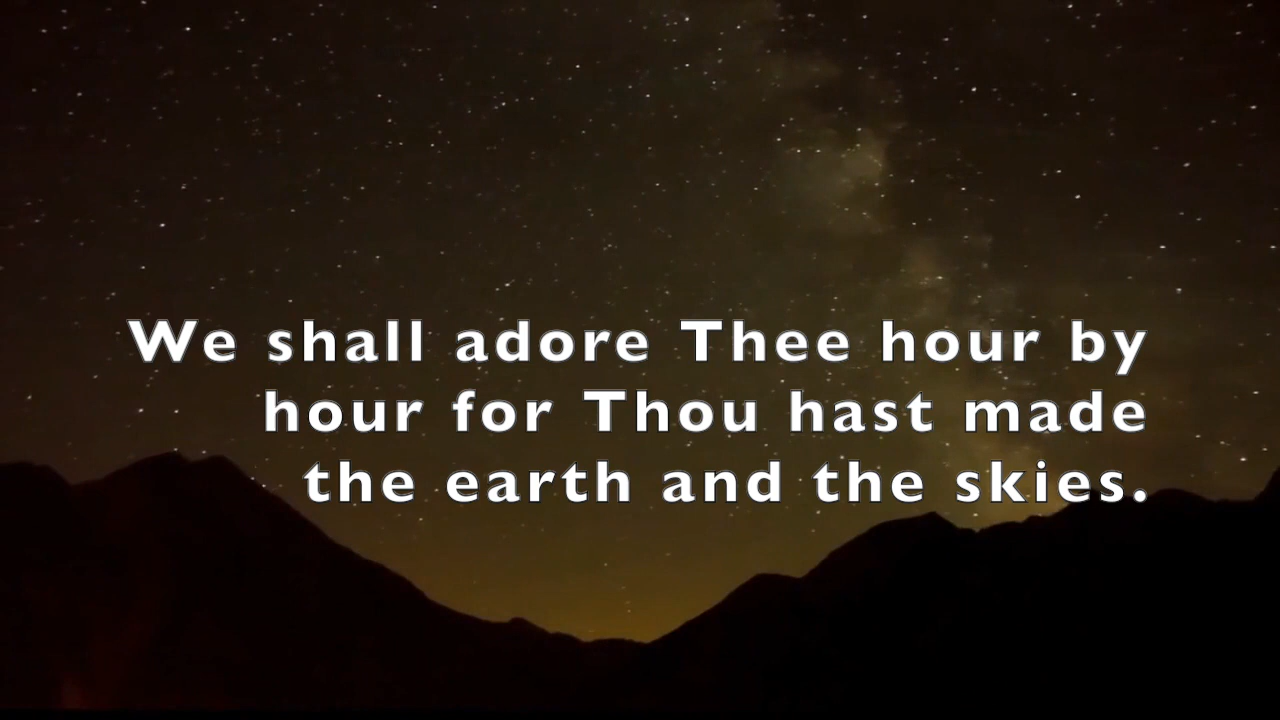 We shall adore Thee hour by
hour for Thou hast made
the earth and the skies.